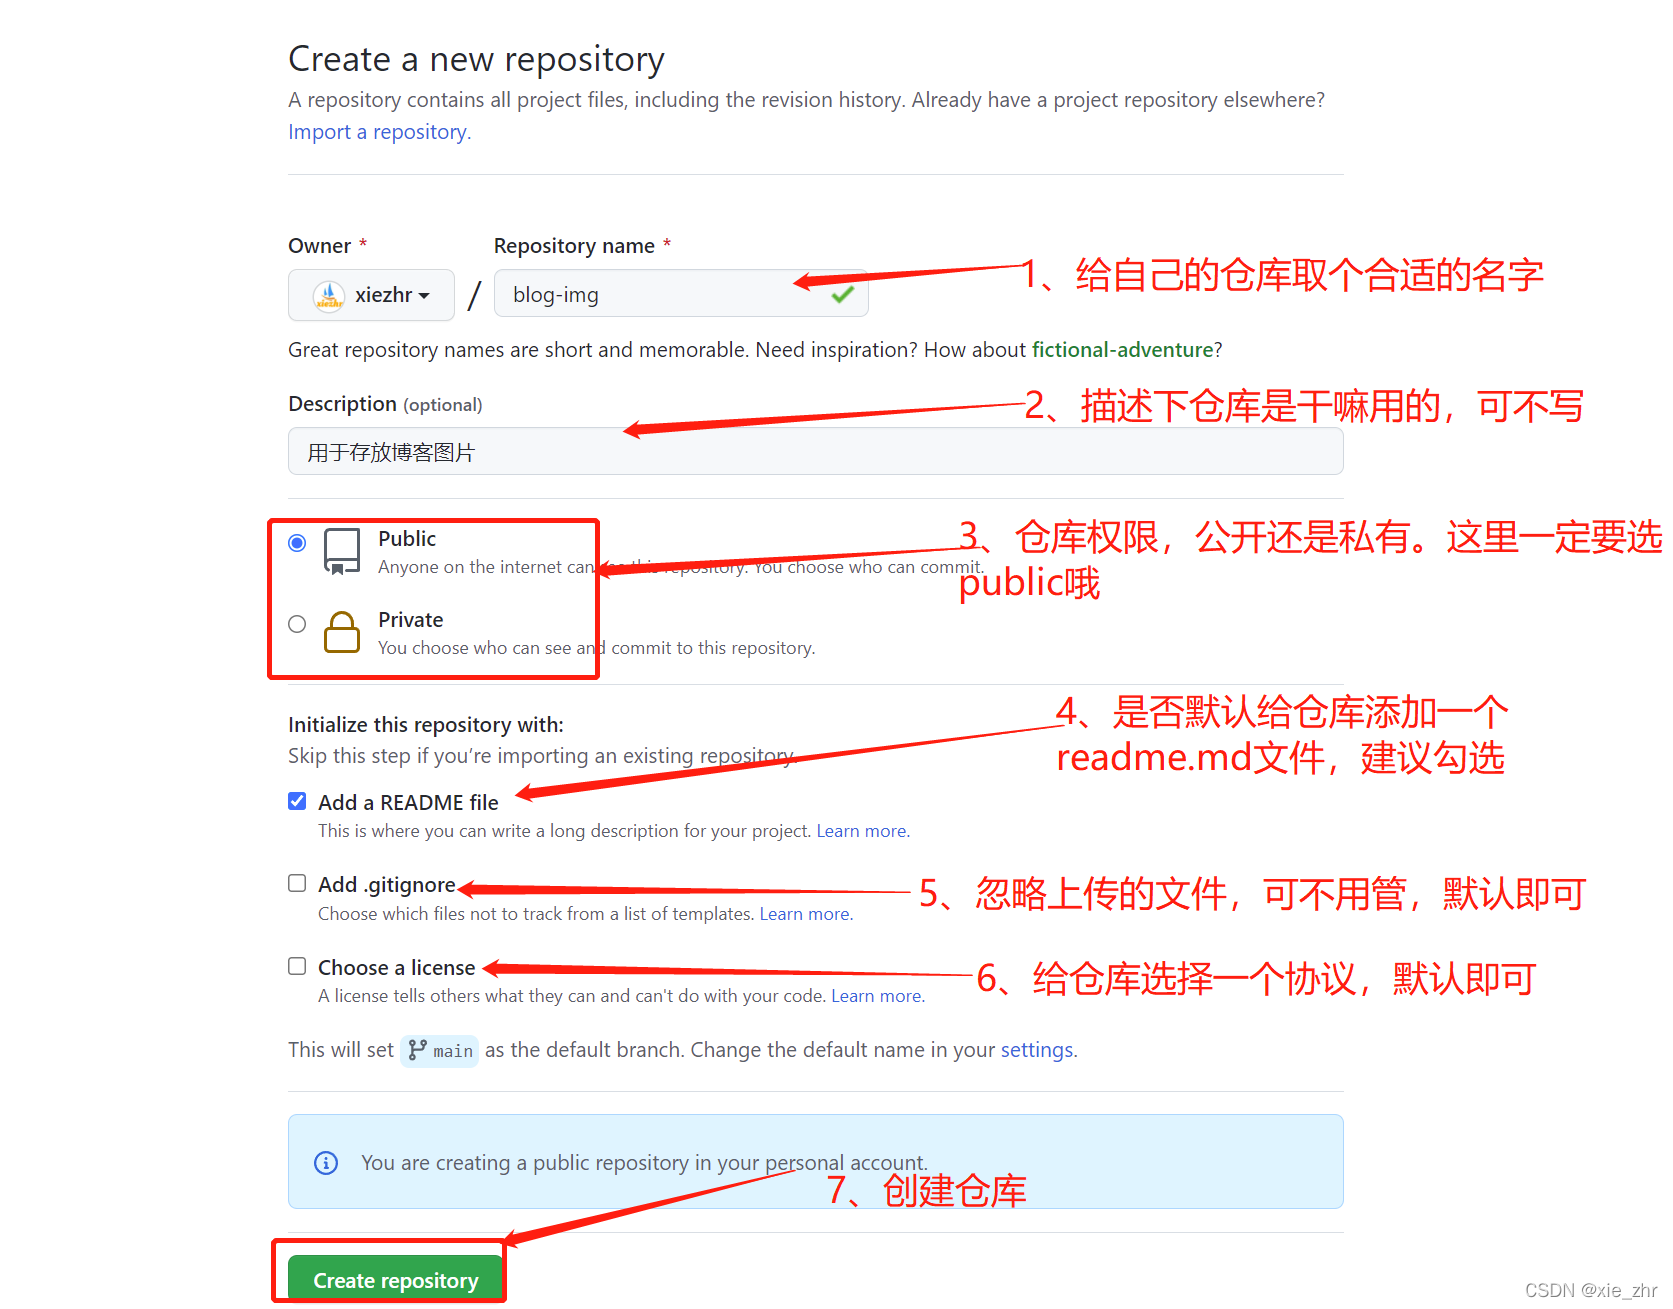 Create a new repository
A repository contains all project files, including the revision history. Already have a project repository elsewhere?
Import a repository.
Owner *
Repository name *
xiezhr
xiezhr
/
blog-img
1、给自己的仓库取个合适的名字
Great repository names are short and memorable. Need inspiration? How about fictional-adventure?
Description (optional)
2、描述下仓库是干嘛用的，可不写
用于存放博客图片
Public
Anyone on the internet can see this repository. You choose who can commit.
3、仓库权限，公开还是私有。这里一定要选
public哦
Private
You choose who can see and commit to this repository.
Initialize this repository with:
Skip this step if you’re importing an existing repository.
4、是否默认给仓库添加一个
readme.md文件，建议勾选
Add a README file
This is where you can write a long description for your project. Learn more.
Add .gitignore
5、忽略上传的文件，可不用管，默认即可
Choose which files not to track from a list of templates. Learn more.
Choose a license
6、给仓库选择一个协议，默认即可
A license tells others what they can and can't do with your code. Learn more.
This will set main as the default branch. Change the default name in your settings.
You are creating a public repository in your personal account.
7、创建仓库
Create repository
CSDN @xie_zhr